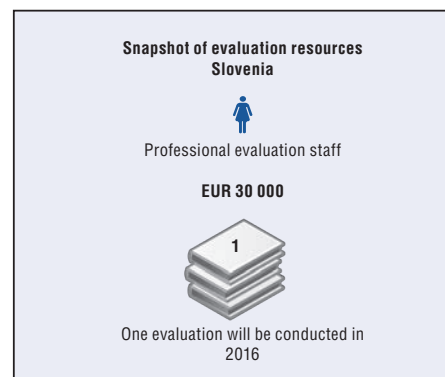 Snapshot of evaluation resources
Slovenia
Professional evaluation staff
EUR 30 000
1
One evaluation will be conducted in
2016